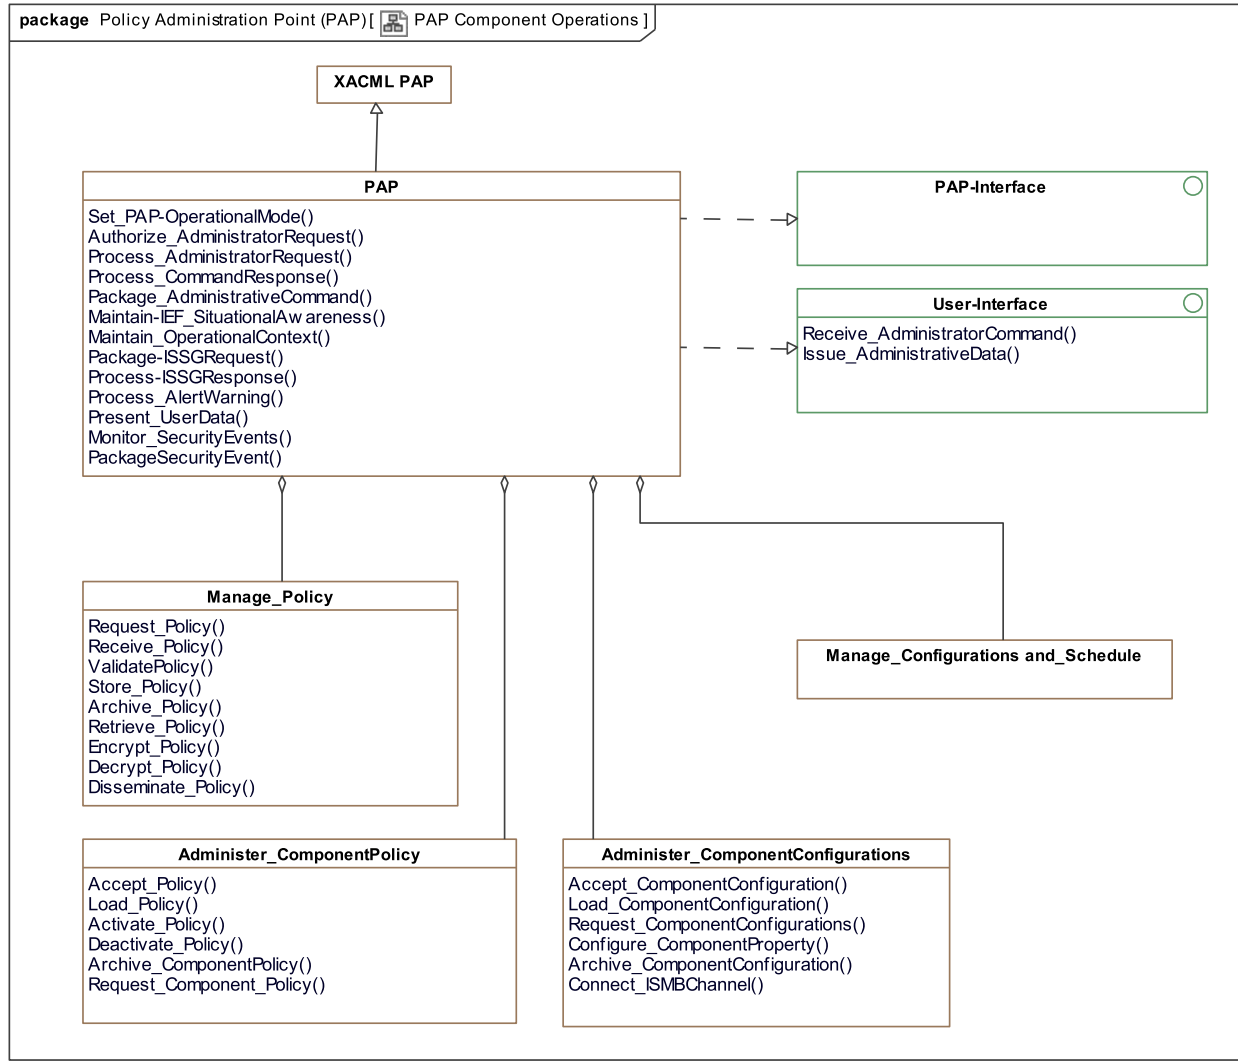 package Policy Administration Point (PAP) [ PAP Component Operations ]
XACML PAP
PAP
Set_PAP-OperationalMode()
Authorize_AdministratorRequest()
Process_AdministratorRequest()
Process_CommandResponse()
Package_AdministrativeCommand()
Maintain-IEF_SituationalAwareness()
Maintain_OperationalContext()
Package-ISSGRequest()
Process-ISSGResponse()
Process_AlertWarning()
Present_UserData()
Monitor_SecurityEvents()
PackageSecurityEvent()
PAP-Interface
User-Interface
Receive_AdministratorCommand()
Issue_AdministrativeData()
Manage_Policy
Request_Policy()
Receive_Policy()
ValidatePolicy()
Store_Policy()
Archive_Policy()
Retrieve_Policy()
Encrypt_Policy()
Decrypt_Policy()
Disseminate_Policy()
Manage_Configurations and_Schedule
Administer_ComponentPolicy
Accept_Policy()
Load_Policy()
Activate_Policy()
Deactivate_Policy()
Archive_ComponentPolicy()
Request_Component_Policy()
Administer_ComponentConfigurations
Accept_ComponentConfiguration()
Load_ComponentConfiguration()
Request_ComponentConfigurations()
Configure_ComponentProperty()
Archive_ComponentConfiguration()
Connect_ISMBChannel()